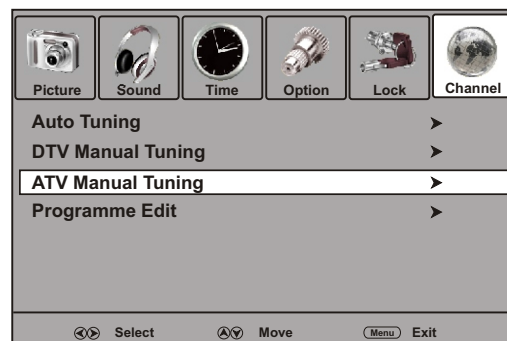 Picture Sound Time Option Lock Channel
Auto Tuning
DTV Manual Tuning
ATV Manual Tuning
Programme Edit
Select Move Menu Exit